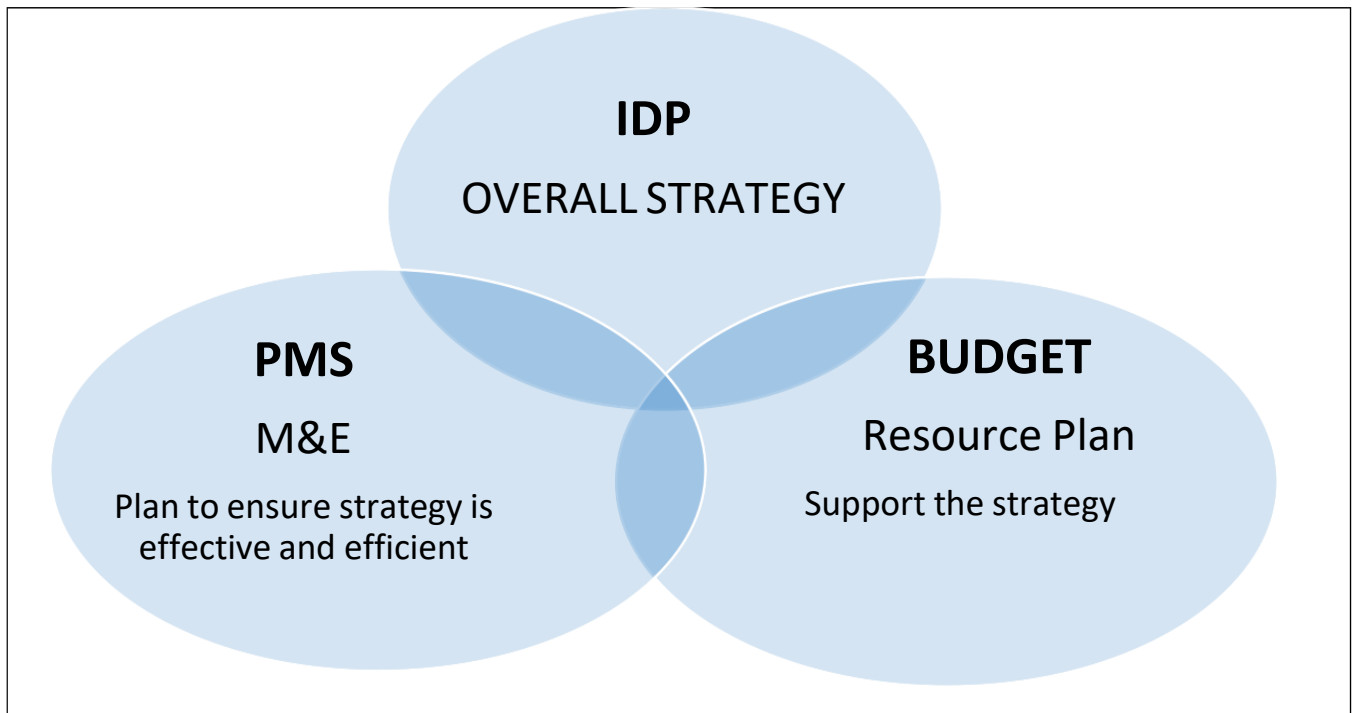 IDP
OVERALL STRATEGY
PMS
M&E
Plan to ensure strategy is
effective and efficient
BUDGET
Resource Plan
Support the strategy